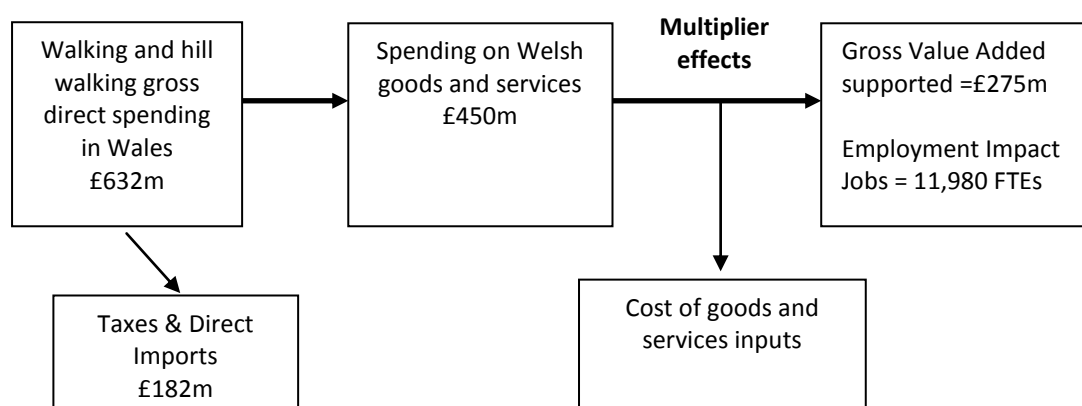 Walking and hill
walking gross
direct spending
in Wales
£632m
Spending on Welsh
goods and services
£450m
Multiplier
effects
Gross Value Added
supported =£275m
Employment Impact
Jobs = 11,980 FTEs
Taxes & Direct
Imports
£182m
Cost of goods and
services inputs